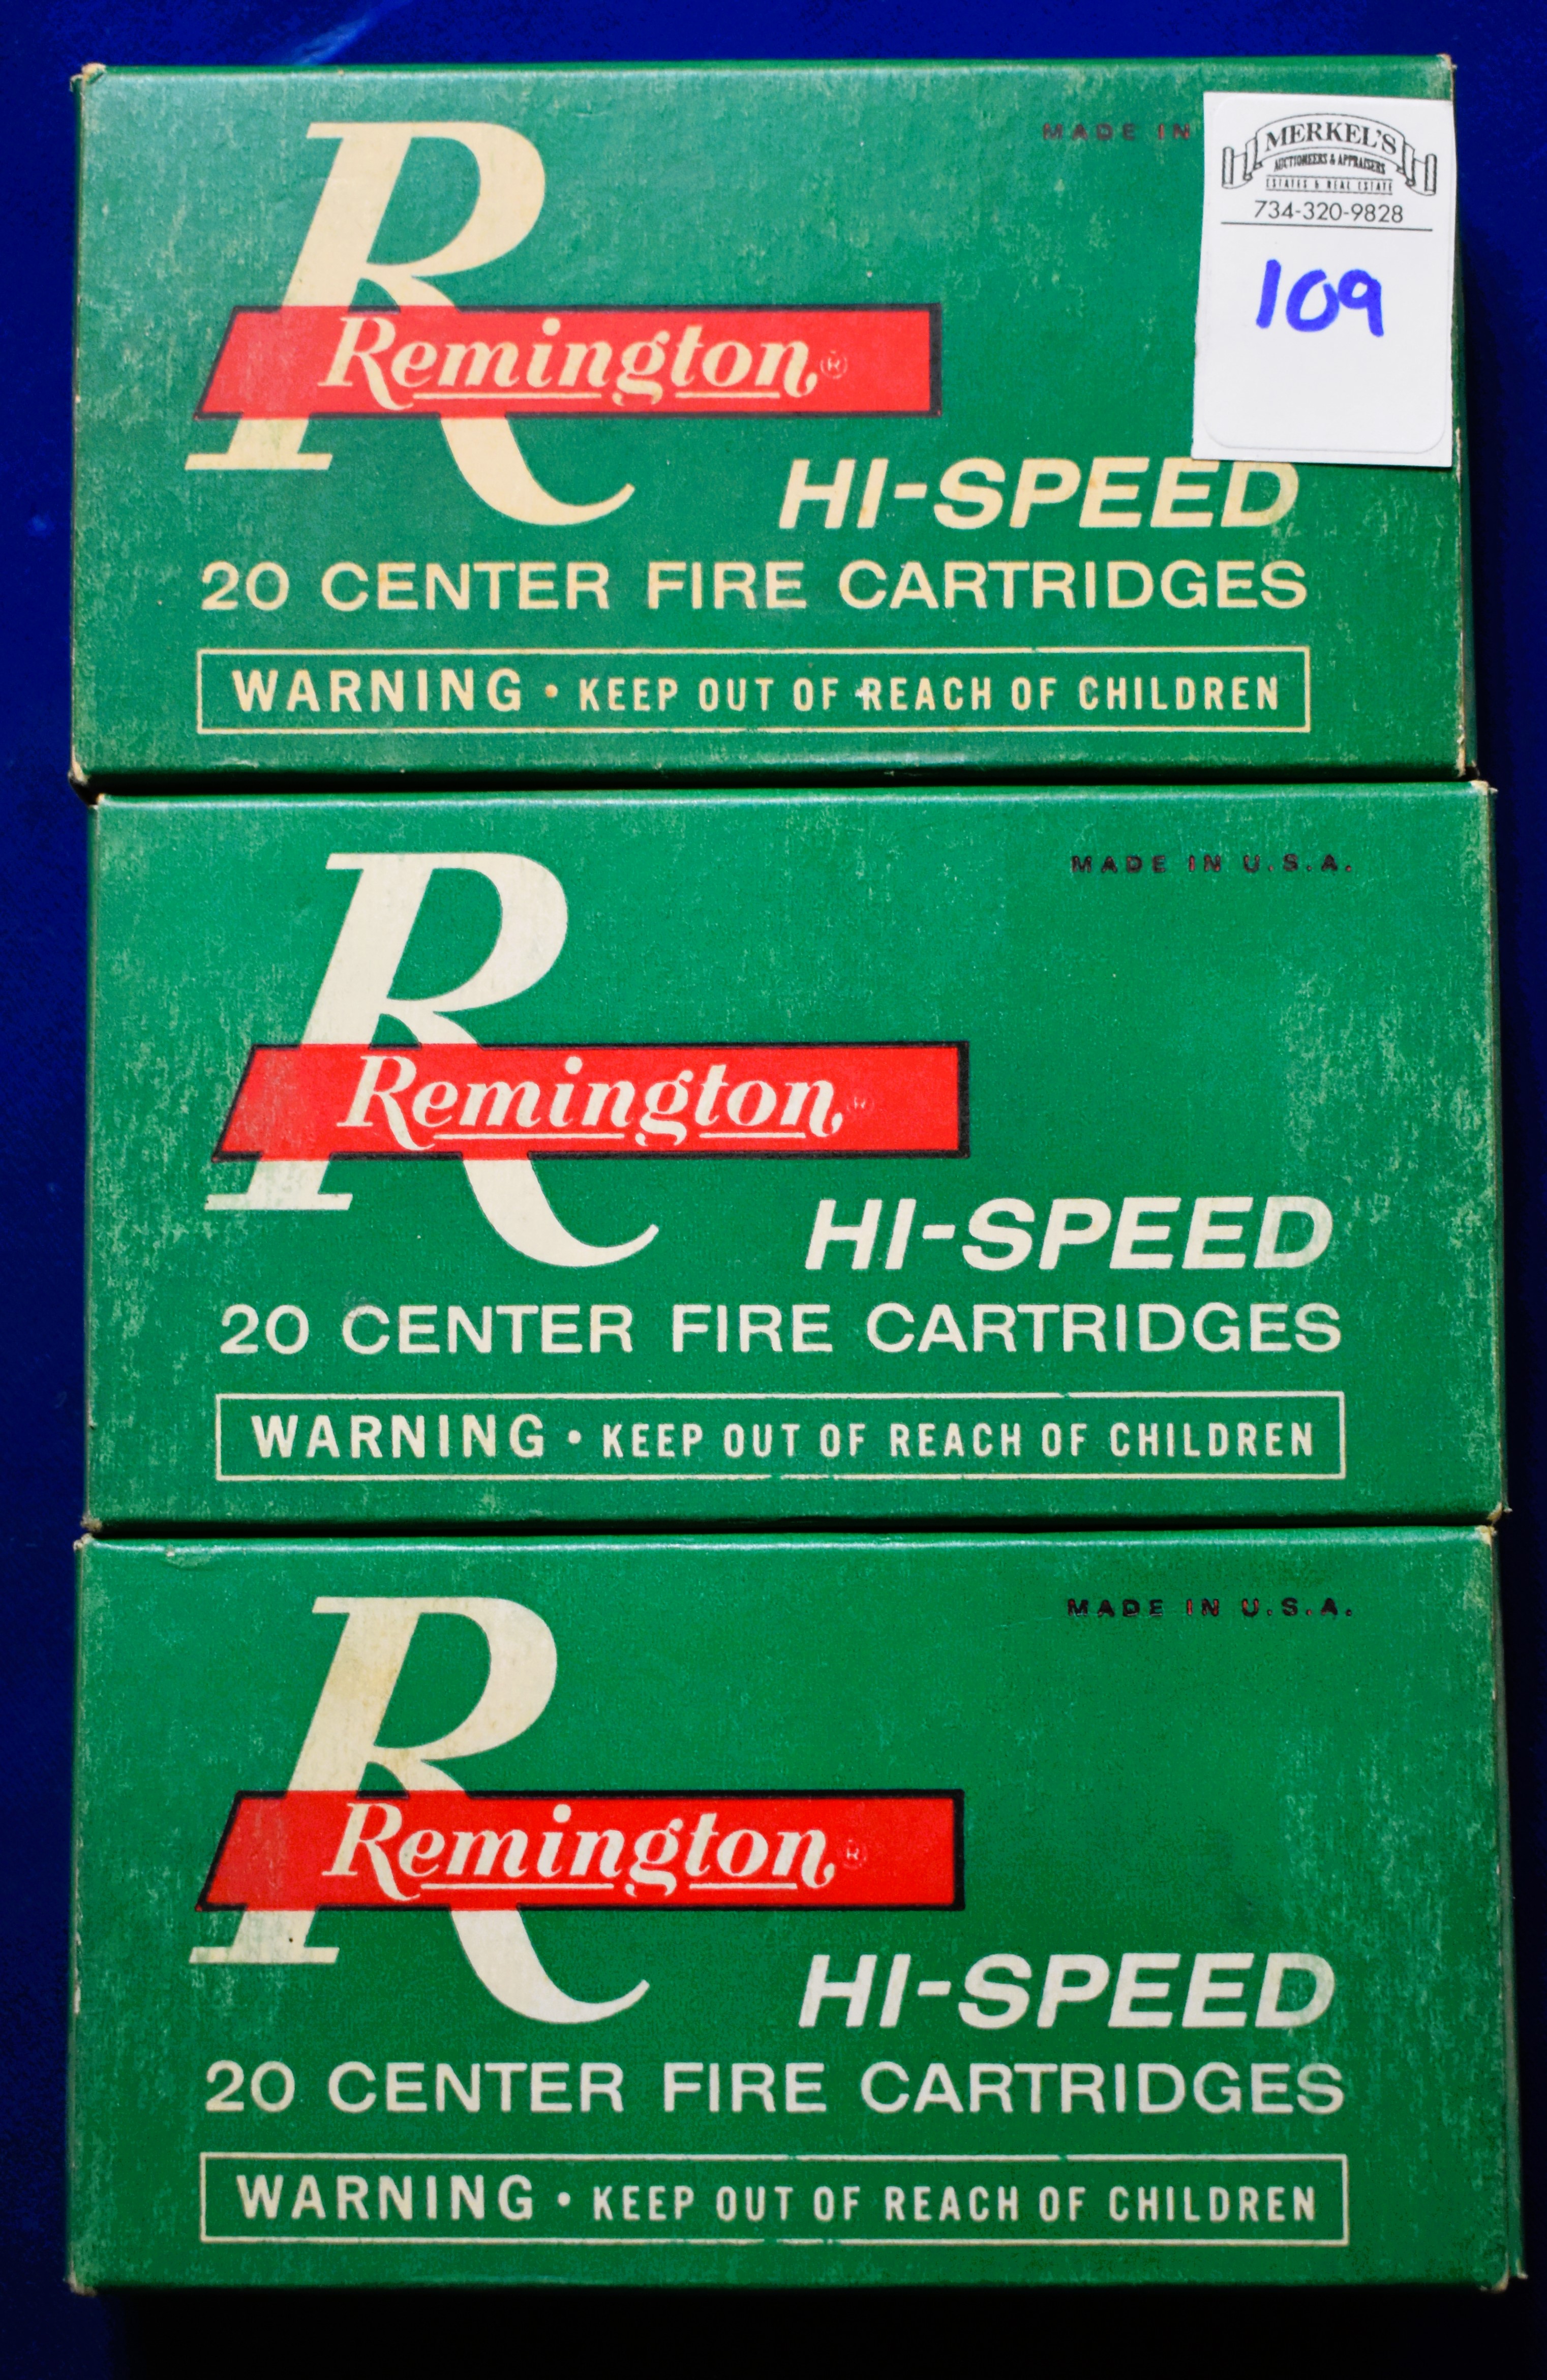 MADE IN
MERKEL'S
AUCTIONEERS & APPRAISERS
ESTATES & REAL ESTATE
734-320-9828
109
R
Remington®
HI-SPEED
20 CENTER FIRE CARTRIDGES
WARNING • KEEP OUT OF REACH OF CHILDREN
MADE IN U.S.A.
R
Remington®
HI-SPEED
20 CENTER FIRE CARTRIDGES
WARNING • KEEP OUT OF REACH OF CHILDREN
MADE IN U.S.A.
R
Remington®
HI-SPEED
20 CENTER FIRE CARTRIDGES
WARNING • KEEP OUT OF REACH OF CHILDREN